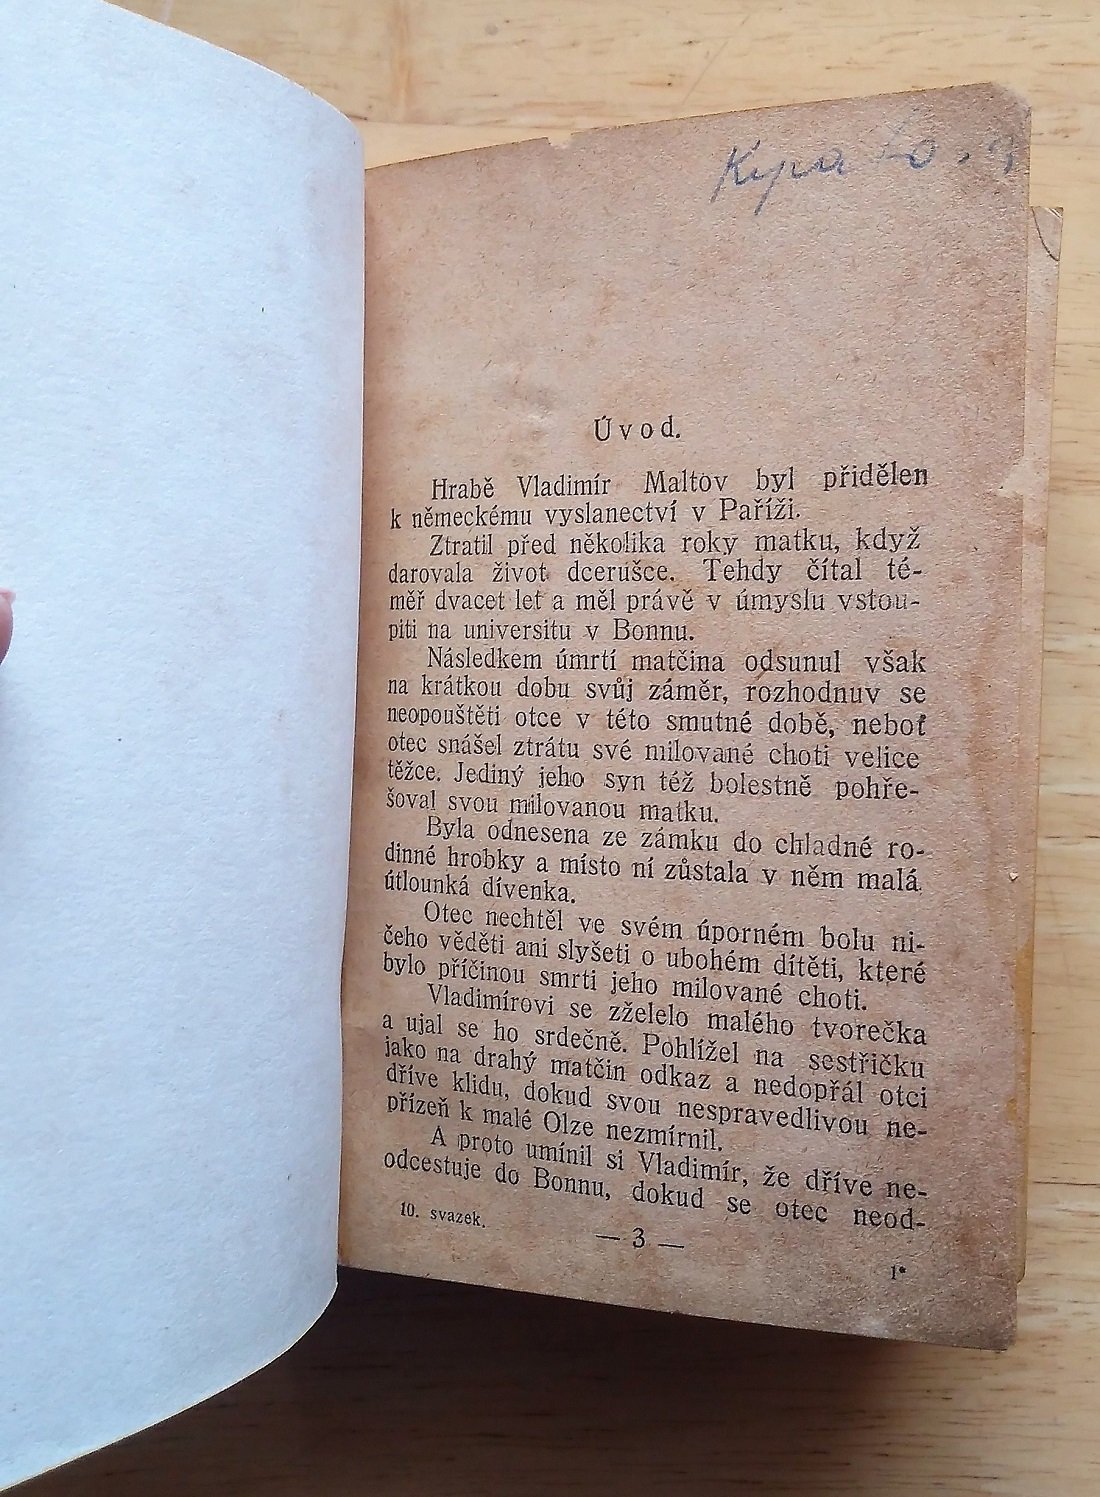 Úvod.
Hrabě Vladimír Maltov byl přidělen
k německému vyslanectví v Paříži.
Ztratil před několika roky matku, když
darovala život dcerušce. Tehdy čítal té-
měř dvacet let a měl právě v úmyslu vstou-
piti na universitu v Bonnu.
Následkem úmrtí matčina odsunul však
na krátkou dobu svůj záměr, rozhodnuv se
neopouštěti otce v této smutné době, neboť
otec snášel ztrátu své milované choti velice
těžce. Jediný jeho syn též bolestně pohře-
šoval svou milovanou matku.
Byla odnesena ze zámku do chladné ro-
dinné hrobky a místo ní zůstala v něm malá
útlounká dívenka.
Otec nechtěl ve svém úporném bolu ni-
čeho věděti ani slyšeti o ubohém dítěti, které
bylo příčinou smrti jeho milované choti.
Vladimírovi se zželelo malého tvorečka
a ujal se ho srdečně. Pohlížel na sestřičku
jako na drahý matčin odkaz a nedopřál otci
dříve klidu, dokud svou nespravedlivou ne-
přízeň k malé Olze nezmírnil.
A proto umínil si Vladimír, že dříve ne-
odcestuje do Bonnu, dokud se otec neod-
10. svazek.
— 3 —
1*